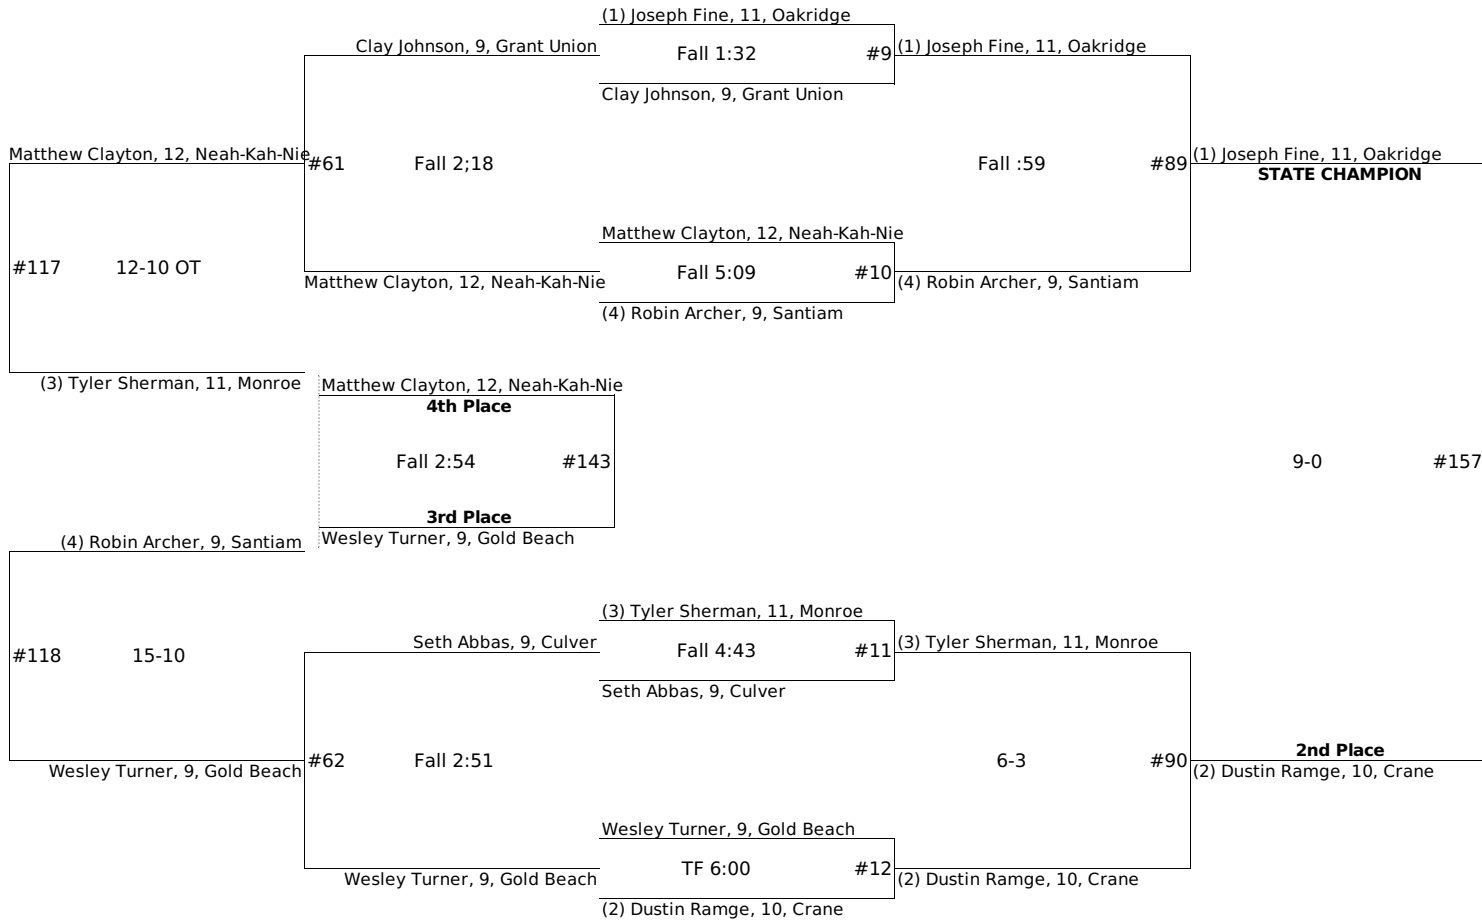 (1) Joseph Fine, 11, Oakridge
Clay Johnson, 9, Grant Union
Fall 1:32 #9
(1) Joseph Fine, 11, Oakridge
Clay Johnson, 9, Grant Union
Matthew Clayton, 12, Neah-Kah-Nie
#61 Fall 2;18
Fall :59 #89
(1) Joseph Fine, 11, Oakridge
STATE CHAMPION
Matthew Clayton, 12, Neah-Kah-Nie
#117 12-10 OT
Fall 5:09 #10
Matthew Clayton, 12, Neah-Kah-Nie
(4) Robin Archer, 9, Santiam
(4) Robin Archer, 9, Santiam
(3) Tyler Sherman, 11, Monroe
Matthew Clayton, 12, Neah-Kah-Nie
4th Place
Fall 2:54 #143
9-0 #157
3rd Place
Wesley Turner, 9, Gold Beach
(4) Robin Archer, 9, Santiam
(3) Tyler Sherman, 11, Monroe
Seth Abbas, 9, Culver
Fall 4:43 #11
(3) Tyler Sherman, 11, Monroe
#118 15-10
Seth Abbas, 9, Culver
2nd Place
#62 Fall 2:51
6-3 #90
Wesley Turner, 9, Gold Beach
(2) Dustin Ramge, 10, Crane
Wesley Turner, 9, Gold Beach
TF 6:00 #12
Wesley Turner, 9, Gold Beach
(2) Dustin Ramge, 10, Crane
(2) Dustin Ramge, 10, Crane